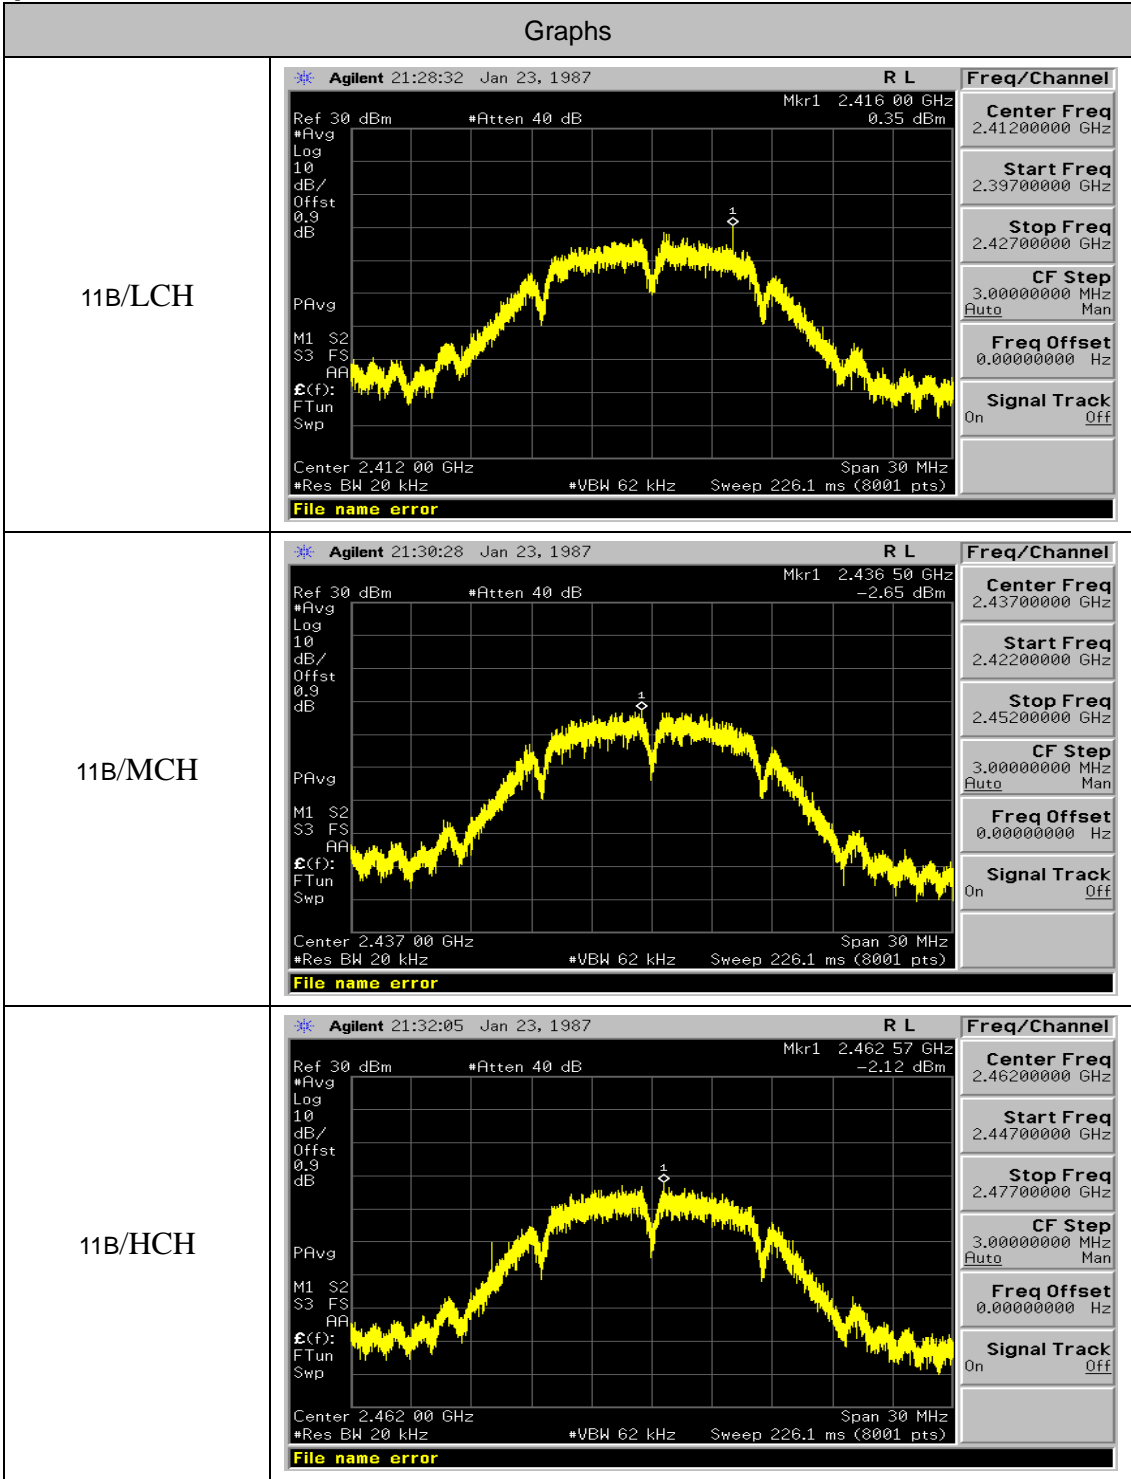 Graphs
11B/LCH
Agilent 21:28:32 Jan 23, 1987 R L
Mkr1 2.416 00 GHz
Ref 30 dBm #Atten 40 dB 0.35 dBm
#Avg
Log
10
dB/
Offst
0.9
dB
1
PAvg
M1 S2
S3 FS
AA
£(f):
FTun
Swp
Center 2.412 00 GHz Span 30 MHz
#Res BW 20 kHz #VBW 62 kHz Sweep 226.1 ms (8001 pts)
File name error
Freq/Channel
Center Freq
2.41200000 GHz
Start Freq
2.39700000 GHz
Stop Freq
2.42700000 GHz
CF Step
3.00000000 MHz
Auto Man
Freq Offset
0.00000000 Hz
Signal Track
On Off
11B/MCH
Agilent 21:30:28 Jan 23, 1987 R L
Mkr1 2.436 50 GHz
Ref 30 dBm #Atten 40 dB -2.65 dBm
#Avg
Log
10
dB/
Offst
0.9
dB
1
PAvg
M1 S2
S3 FS
AA
£(f):
FTun
Swp
Center 2.437 00 GHz Span 30 MHz
#Res BW 20 kHz #VBW 62 kHz Sweep 226.1 ms (8001 pts)
File name error
Freq/Channel
Center Freq
2.43700000 GHz
Start Freq
2.42200000 GHz
Stop Freq
2.45200000 GHz
CF Step
3.00000000 MHz
Auto Man
Freq Offset
0.00000000 Hz
Signal Track
On Off
11B/HCH
Agilent 21:32:05 Jan 23, 1987 R L
Mkr1 2.462 57 GHz
Ref 30 dBm #Atten 40 dB -2.12 dBm
#Avg
Log
10
dB/
Offst
0.9
dB
1
PAvg
M1 S2
S3 FS
AA
£(f):
FTun
Swp
Center 2.462 00 GHz Span 30 MHz
#Res BW 20 kHz #VBW 62 kHz Sweep 226.1 ms (8001 pts)
File name error
Freq/Channel
Center Freq
2.46200000 GHz
Start Freq
2.44700000 GHz
Stop Freq
2.47700000 GHz
CF Step
3.00000000 MHz
Auto Man
Freq Offset
0.00000000 Hz
Signal Track
On Off